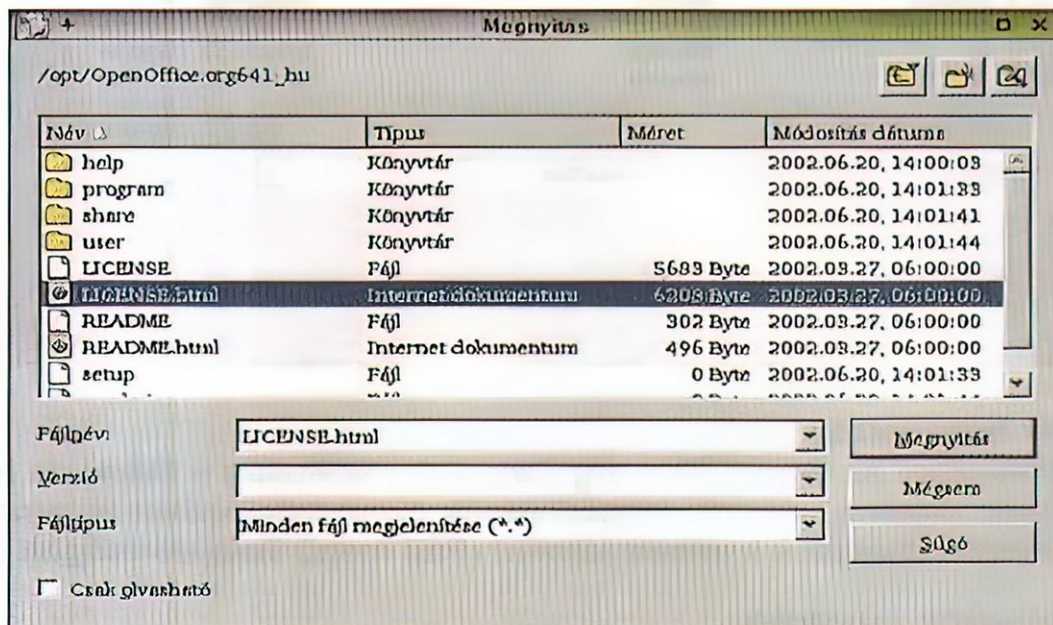 Megnyitás
/opt/OpenOffice.org641_hu
Név Típus Méret Módosítás dátuma
help Könyvtár 2002.06.20, 14:00:03
program Könyvtár 2002.06.20, 14:01:33
share Könyvtár 2002.06.20, 14:01:41
user Könyvtár 2002.06.20, 14:01:44
LICENSE Fájl 5683 Byte 2002.03.27, 06:00:00
LICENSE.html Internet dokumentum 6208 Byte 2002.03.27, 06:00:00
README Fájl 302 Byte 2002.03.27, 06:00:00
README.html Internet dokumentum 496 Byte 2002.03.27, 06:00:00
setup Fájl 0 Byte 2002.06.20, 14:01:33
Fájlnév: LICENSE.html Megnyitás
Verzió Mégsem
Fájltípus Minden fájl megjelenítése (*.*)
Súgó
Csak olvasható